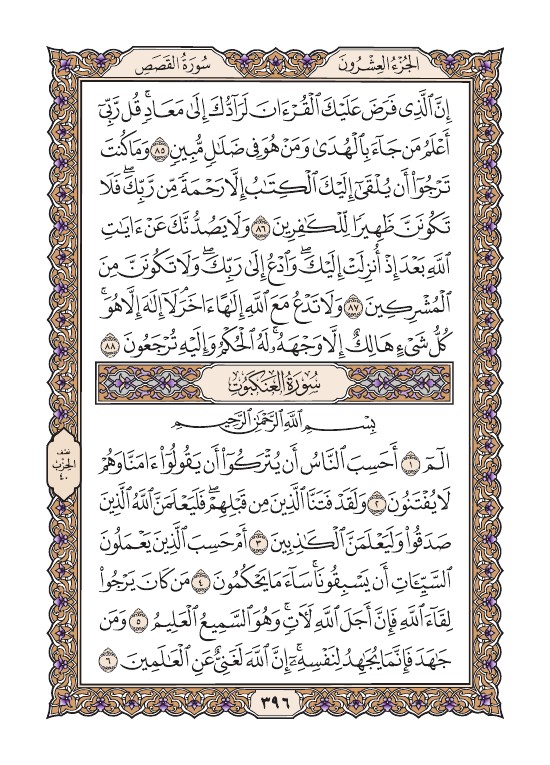 الجُزْءُ العِشْرُونَ
سُورَةُ القَصَصِ
إِنَّ ٱلَّذِى فَرَضَ عَلَيْكَ ٱلْقُرْءَانَ لَرَآدُّكَ إِلَىٰ مَعَادٍۚ قُل رَّبِّىٓ
أَعْلَمُ مَن جَآءَ بِٱلْهُدَىٰ وَمَنْ هُوَ فِى ضَلَٰلٍ مُّبِينٍ ٨٥ وَمَا كُنتَ
تَرْجُوٓا۟ أَن يُلْقَىٰٓ إِلَيْكَ ٱلْكِتَٰبُ إِلَّا رَحْمَةً مِّن رَّبِّكَۖ فَلَا
تَكُونَنَّ ظَهِيرًا لِّلْكَٰفِرِينَ ٨٦ وَلَا يَصُدُّنَّكَ عَنْ ءَايَٰتِ
ٱللَّهِ بَعْدَ إِذْ أُنزِلَتْ إِلَيْكَۖ وَٱدْعُ إِلَىٰ رَبِّكَۖ وَلَا تَكُونَنَّ مِنَ
ٱلْمُشْرِكِينَ ٨٧ وَلَا تَدْعُ مَعَ ٱللَّهِ إِلَٰهًا ءَاخَرَۘ لَآ إِلَٰهَ إِلَّا هُوَۚ
كُلُّ شَىْءٍ هَالِكٌ إِلَّا وَجْهَهُۥۚ لَهُ ٱلْحُكْمُ وَإِلَيْهِ تُرْجَعُونَ ٨٨
سُورَةُ العَنكَبُوتِ
بِسْمِ ٱللَّهِ ٱلرَّحْمَٰنِ ٱلرَّحِيمِ
الٓمٓ ١ أَحَسِبَ ٱلنَّاسُ أَن يُتْرَكُوٓا۟ أَن يَقُولُوٓا۟ ءَامَنَّا وَهُمْ
لَا يُفْتَنُونَ ٢ وَلَقَدْ فَتَنَّا ٱلَّذِينَ مِن قَبْلِهِمْۖ فَلَيَعْلَمَنَّ ٱللَّهُ ٱلَّذِينَ
صَدَقُوا۟ وَلَيَعْلَمَنَّ ٱلْكَٰذِبِينَ ٣ أَمْ حَسِبَ ٱلَّذِينَ يَعْمَلُونَ
ٱلسَّيِّـَٔاتِ أَن يَسْبِقُونَاۚ سَآءَ مَا يَحْكُمُونَ ٤ مَن كَانَ يَرْجُوا۟
لِقَآءَ ٱللَّهِ فَإِنَّ أَجَلَ ٱللَّهِ لَءَاتٍۚ وَهُوَ ٱلسَّمِيعُ ٱلْعَلِيمُ ٥ وَمَن
جَٰهَدَ فَإِنَّمَا يُجَٰهِدُ لِنَفْسِهِۦٓۚ إِنَّ ٱللَّهَ لَغَنِىٌّ عَنِ ٱلْعَٰلَمِينَ ٦
نصف
الحزب
٤٠
٣٩٦